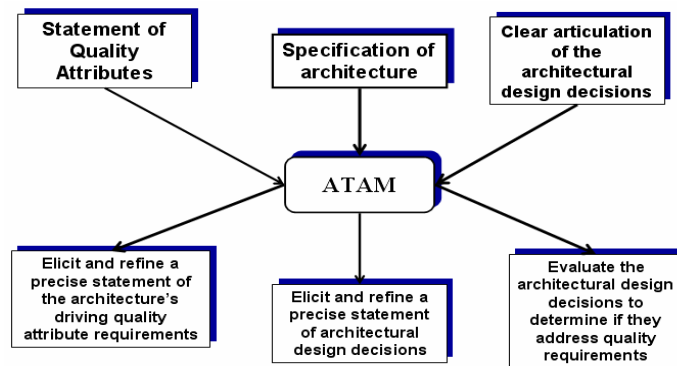 Statement of
Quality
Attributes
Specification of
architecture
Clear articulation
of the
architectural
design decisions
ATAM
Elicit and refine a
precise statement of
the architecture's
driving quality
attribute requirements
Elicit and refine a
precise statement
of architectural
design decisions
Evaluate the
architectural design
decisions to
determine if they
address quality
requirements